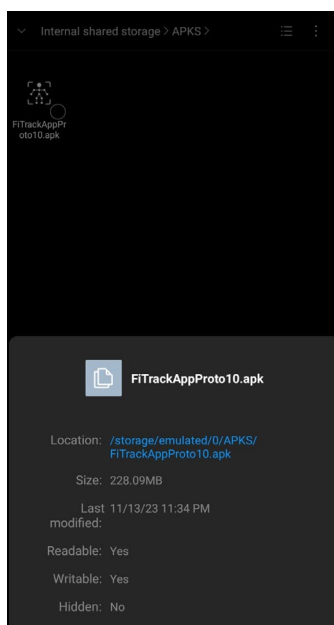 Internal shared storage > APKS >
FiTrackAppPr
oto10.apk
FiTrackAppProto10.apk
Location: /storage/emulated/0/APKS/
FiTrackAppProto10.apk
Size: 228.09MB
Last 11/13/23 11:34 PM
modified:
Readable: Yes
Writable: Yes
Hidden: No